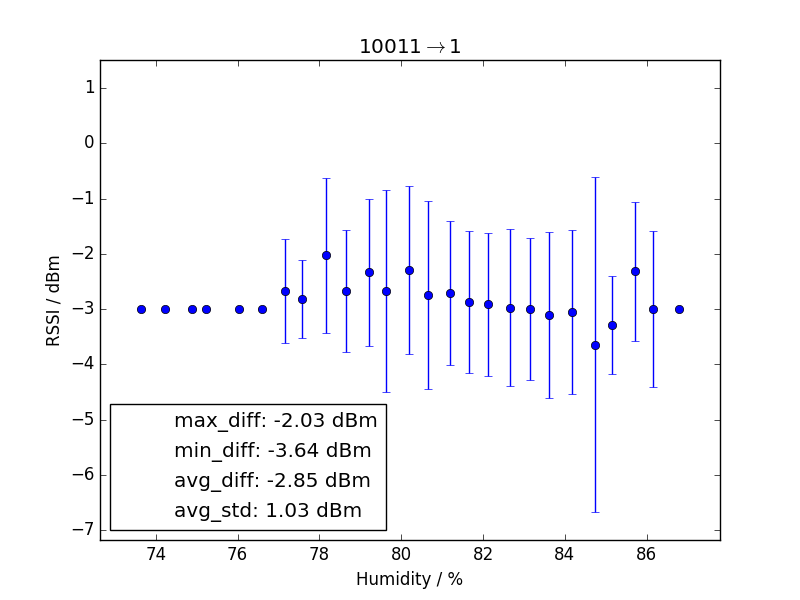 10011→1
1
0
−1
−2
−3
−4
−5
−6
−7
RSSI / dBm
max_diff: -2.03 dBm
min_diff: -3.64 dBm
avg_diff: -2.85 dBm
avg_std: 1.03 dBm
74 76 78 80 82 84 86
Humidity / %